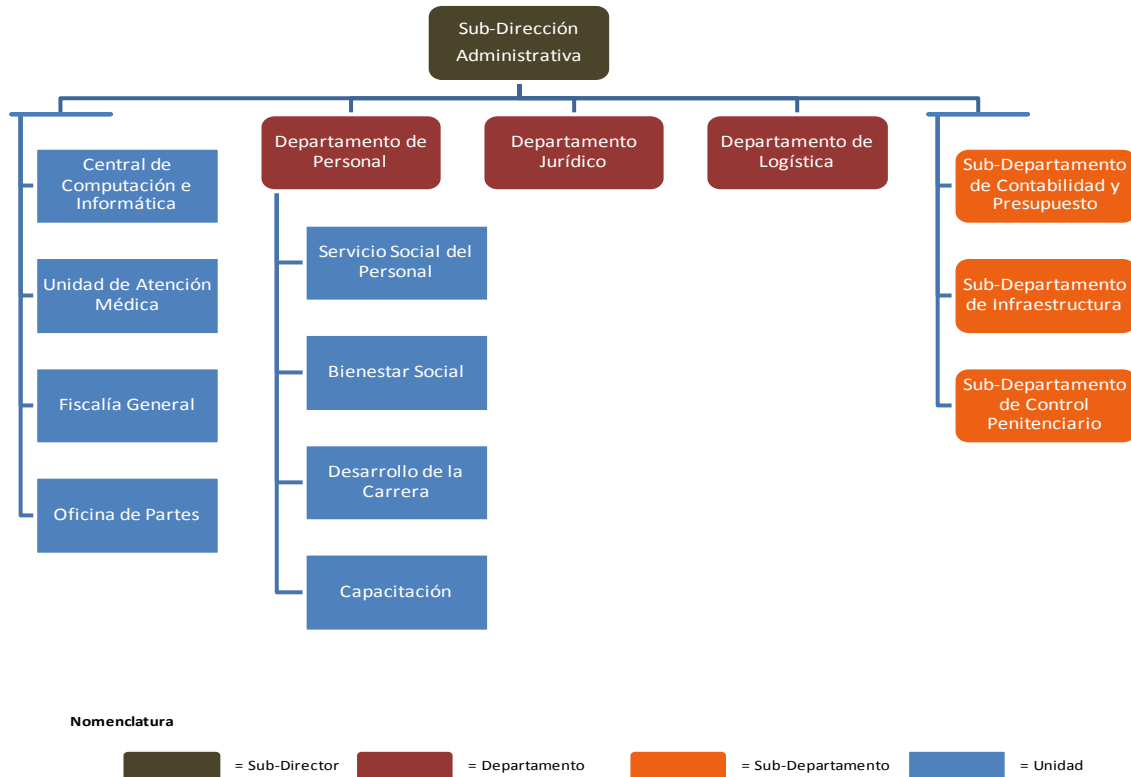 Sub-Dirección
Administrativa
Departamento de
Personal
Departamento
Jurídico
Departamento de
Logística
Central de
Computación e
Informática
Unidad de Atención
Médica
Fiscalía General
Oficina de Partes
Servicio Social del
Personal
Bienestar Social
Desarrollo de la
Carrera
Capacitación
Sub-Departamento
de Contabilidad y
Presupuesto
Sub-Departamento
de Infraestructura
Sub-Departamento
de Control
Penitenciario
Nomenclatura
= Sub-Director
= Departamento
= Sub-Departamento
= Unidad